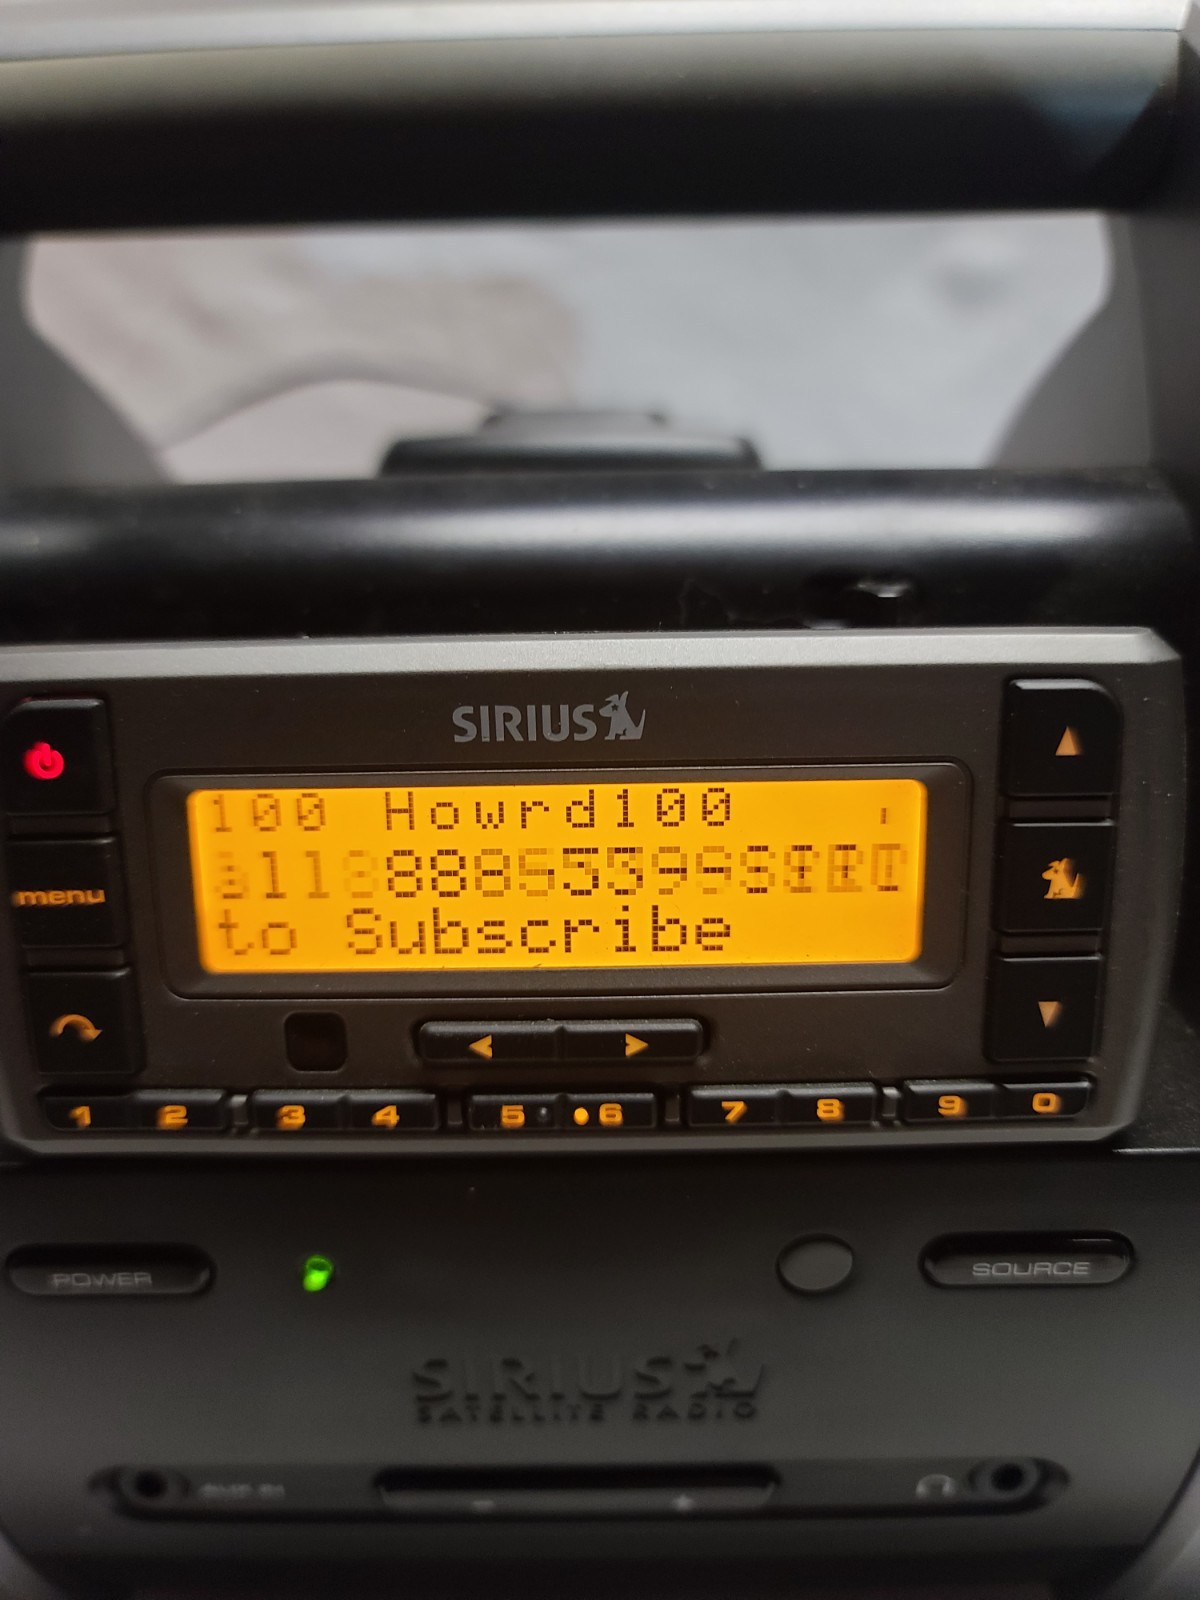 SIRIUS
100 Howrd100
to Subscribe
menu
1 2 3 4 5 6 7 8 9 0
POWER
SOURCE
SIRIUS
SATELLITE RADIO